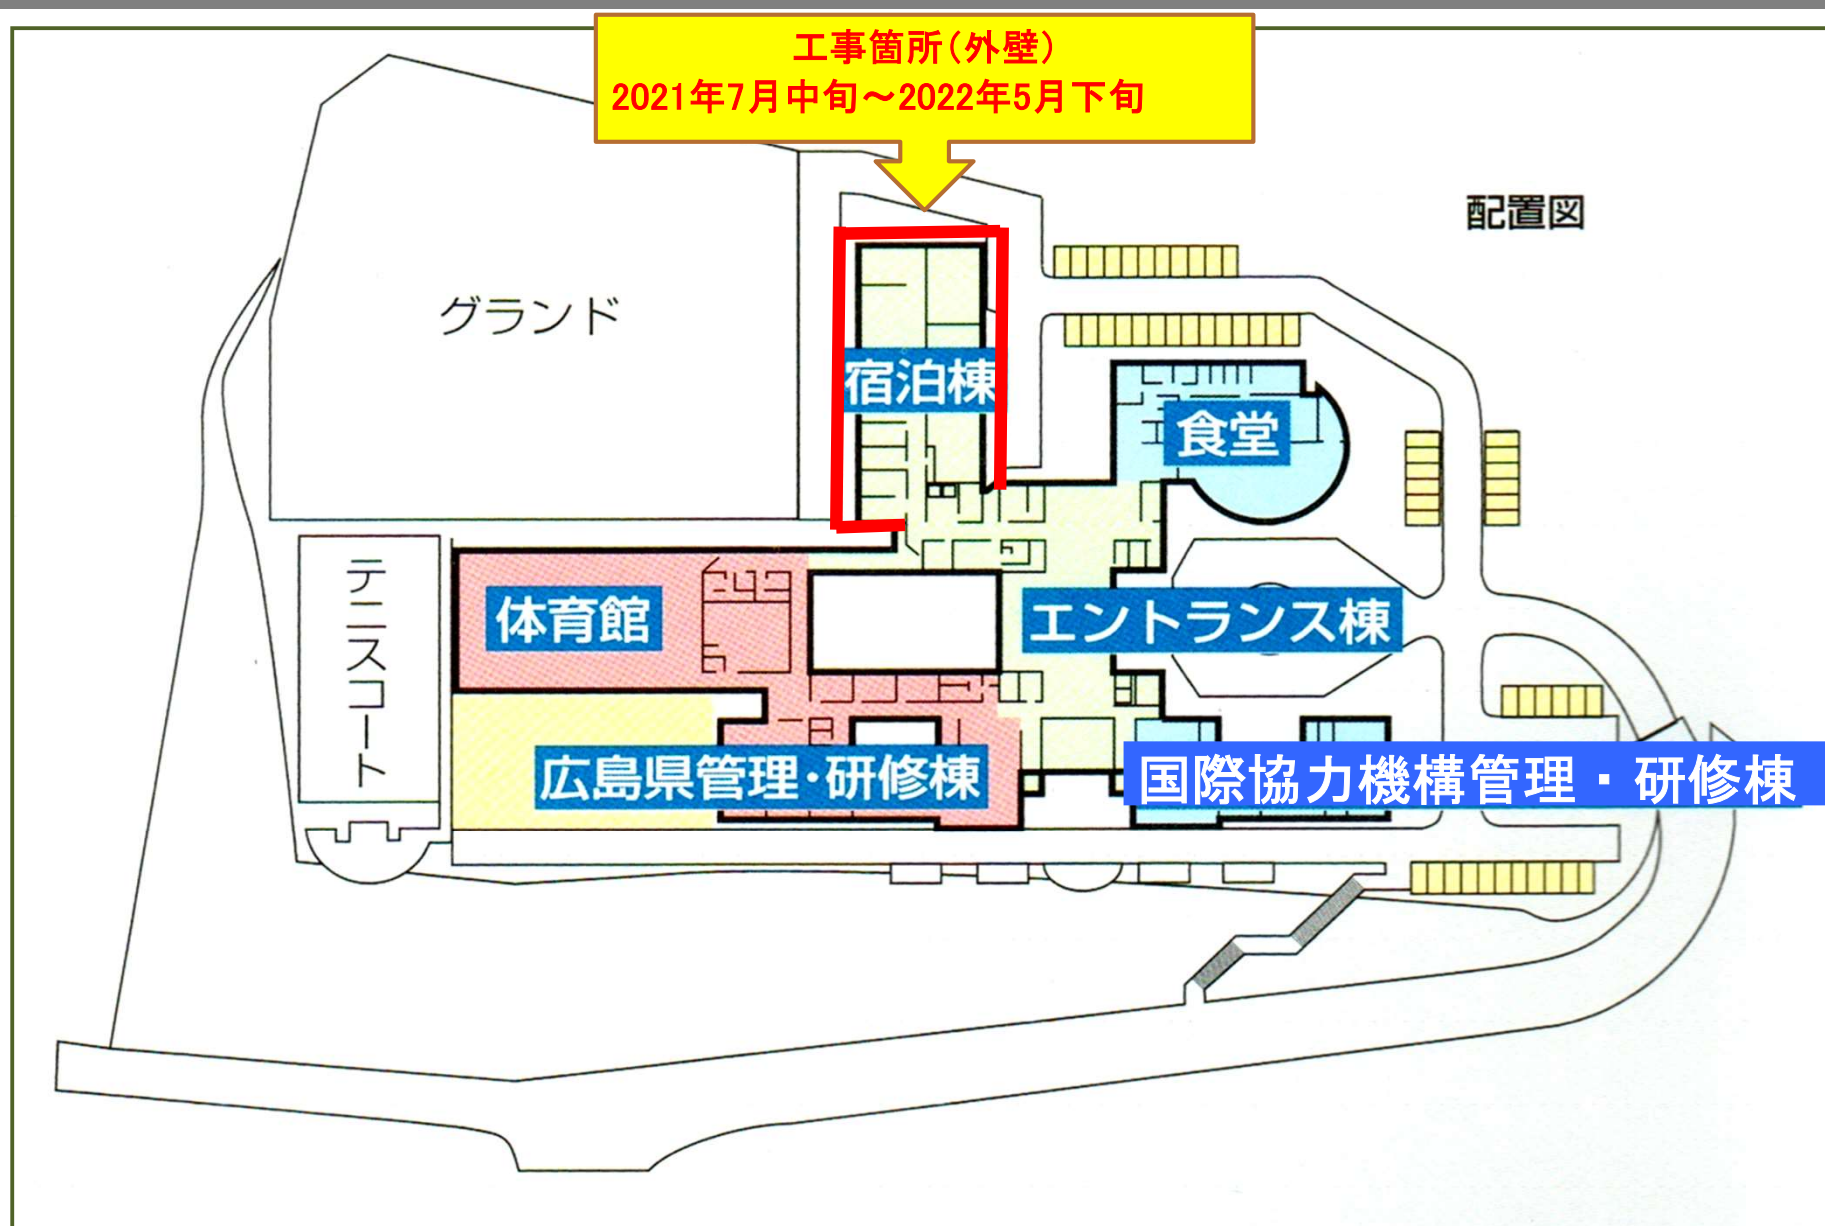 工事箇所(外壁)
2021年7月中旬～2022年5月下旬
配置図
グランド
宿泊棟
食堂
テニスコート
体育館
エントランス棟
広島県管理・研修棟
国際協力機構管理・研修棟